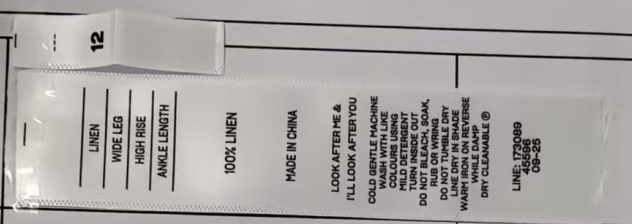 12
LINEN
WIDE LEG
HIGH RISE
ANKLE LENGTH
100% LINEN
MADE IN CHINA
LOOK AFTER ME &
I'LL LOOK AFTER YOU
COLD GENTLE MACHINE
WASH WITH LIKE
COLOURS USING
MILD DETERGENT
TURN INSIDE OUT
DO NOT BLEACH, SOAK,
RUB OR WRING
DO NOT TUMBLE DRY
LINE DRY IN SHADE
WARM IRON ON REVERSE
WHILE DAMP
DRY CLEANABLE Ⓟ
LINE: 173089
45596
09-25